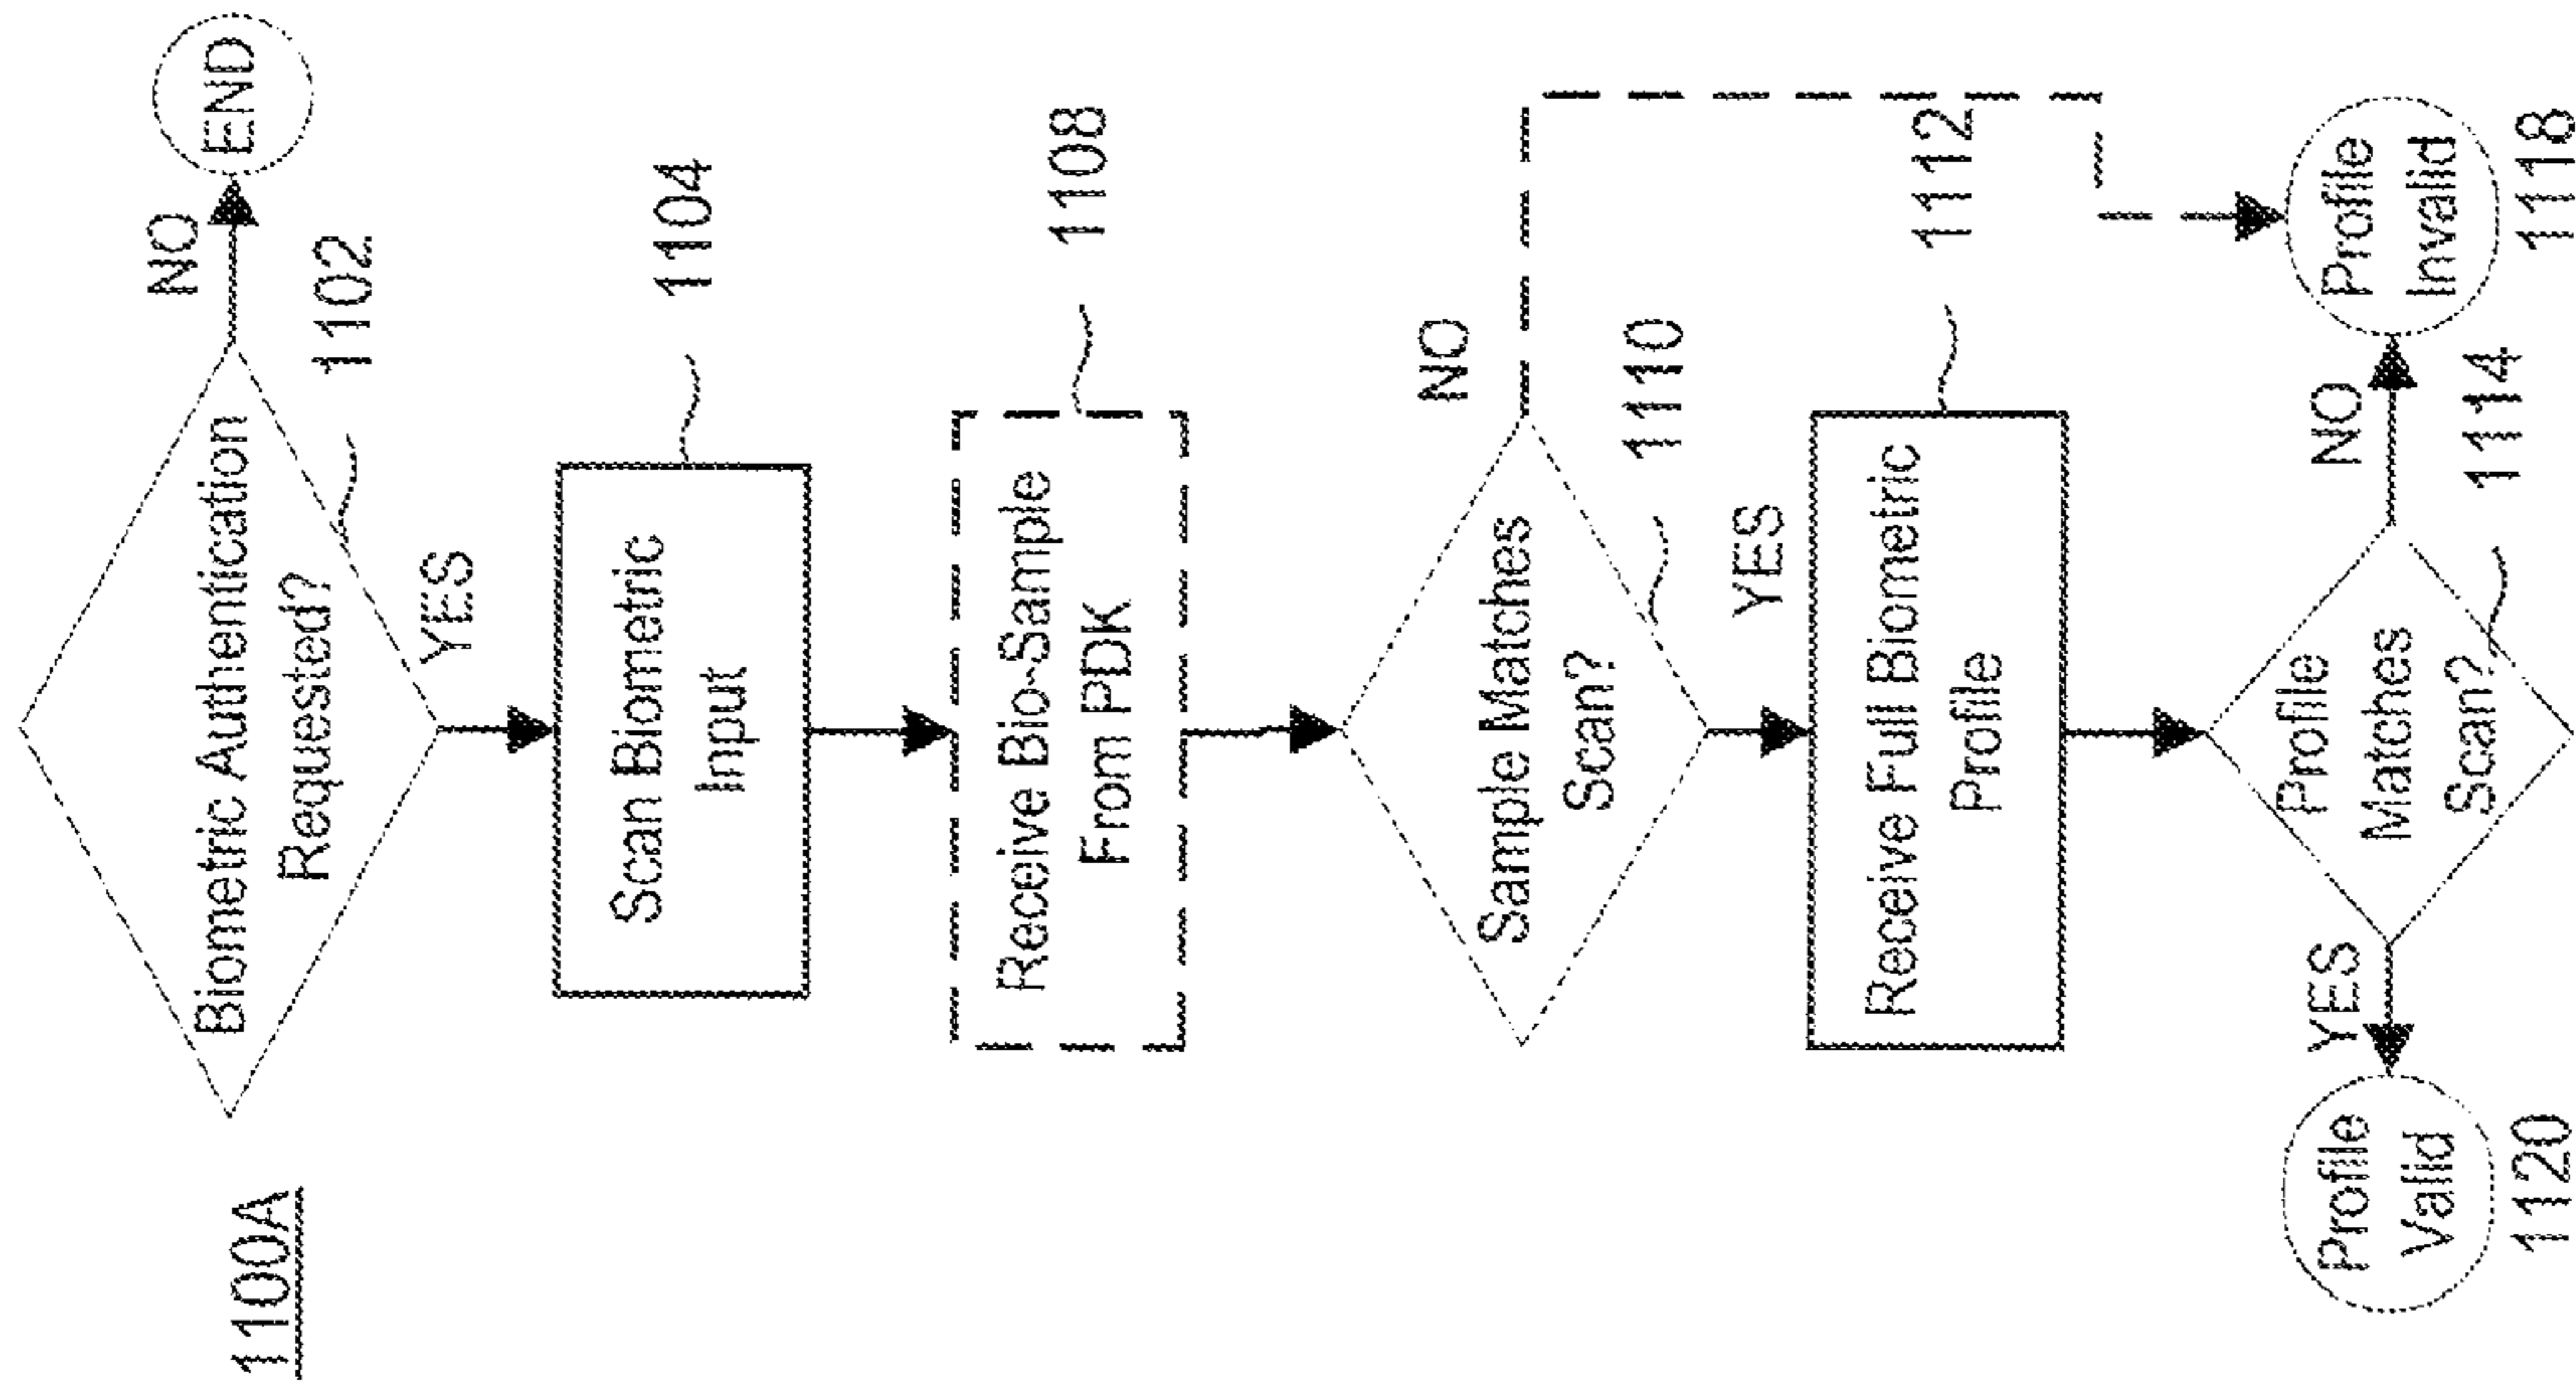 1100A
Biometric Authentication
Requested?
NO
END
1102
YES
Scan Biometric
Input
1104
Receive Bio-Sample
From PDK
1108
Sample Matches
Scan?
NO
1110
YES
Receive Full Biometric
Profile
1112
Profile
Matches
Scan?
1114
YES
Profile
Valid
1120
NO
Profile
Invalid
1118